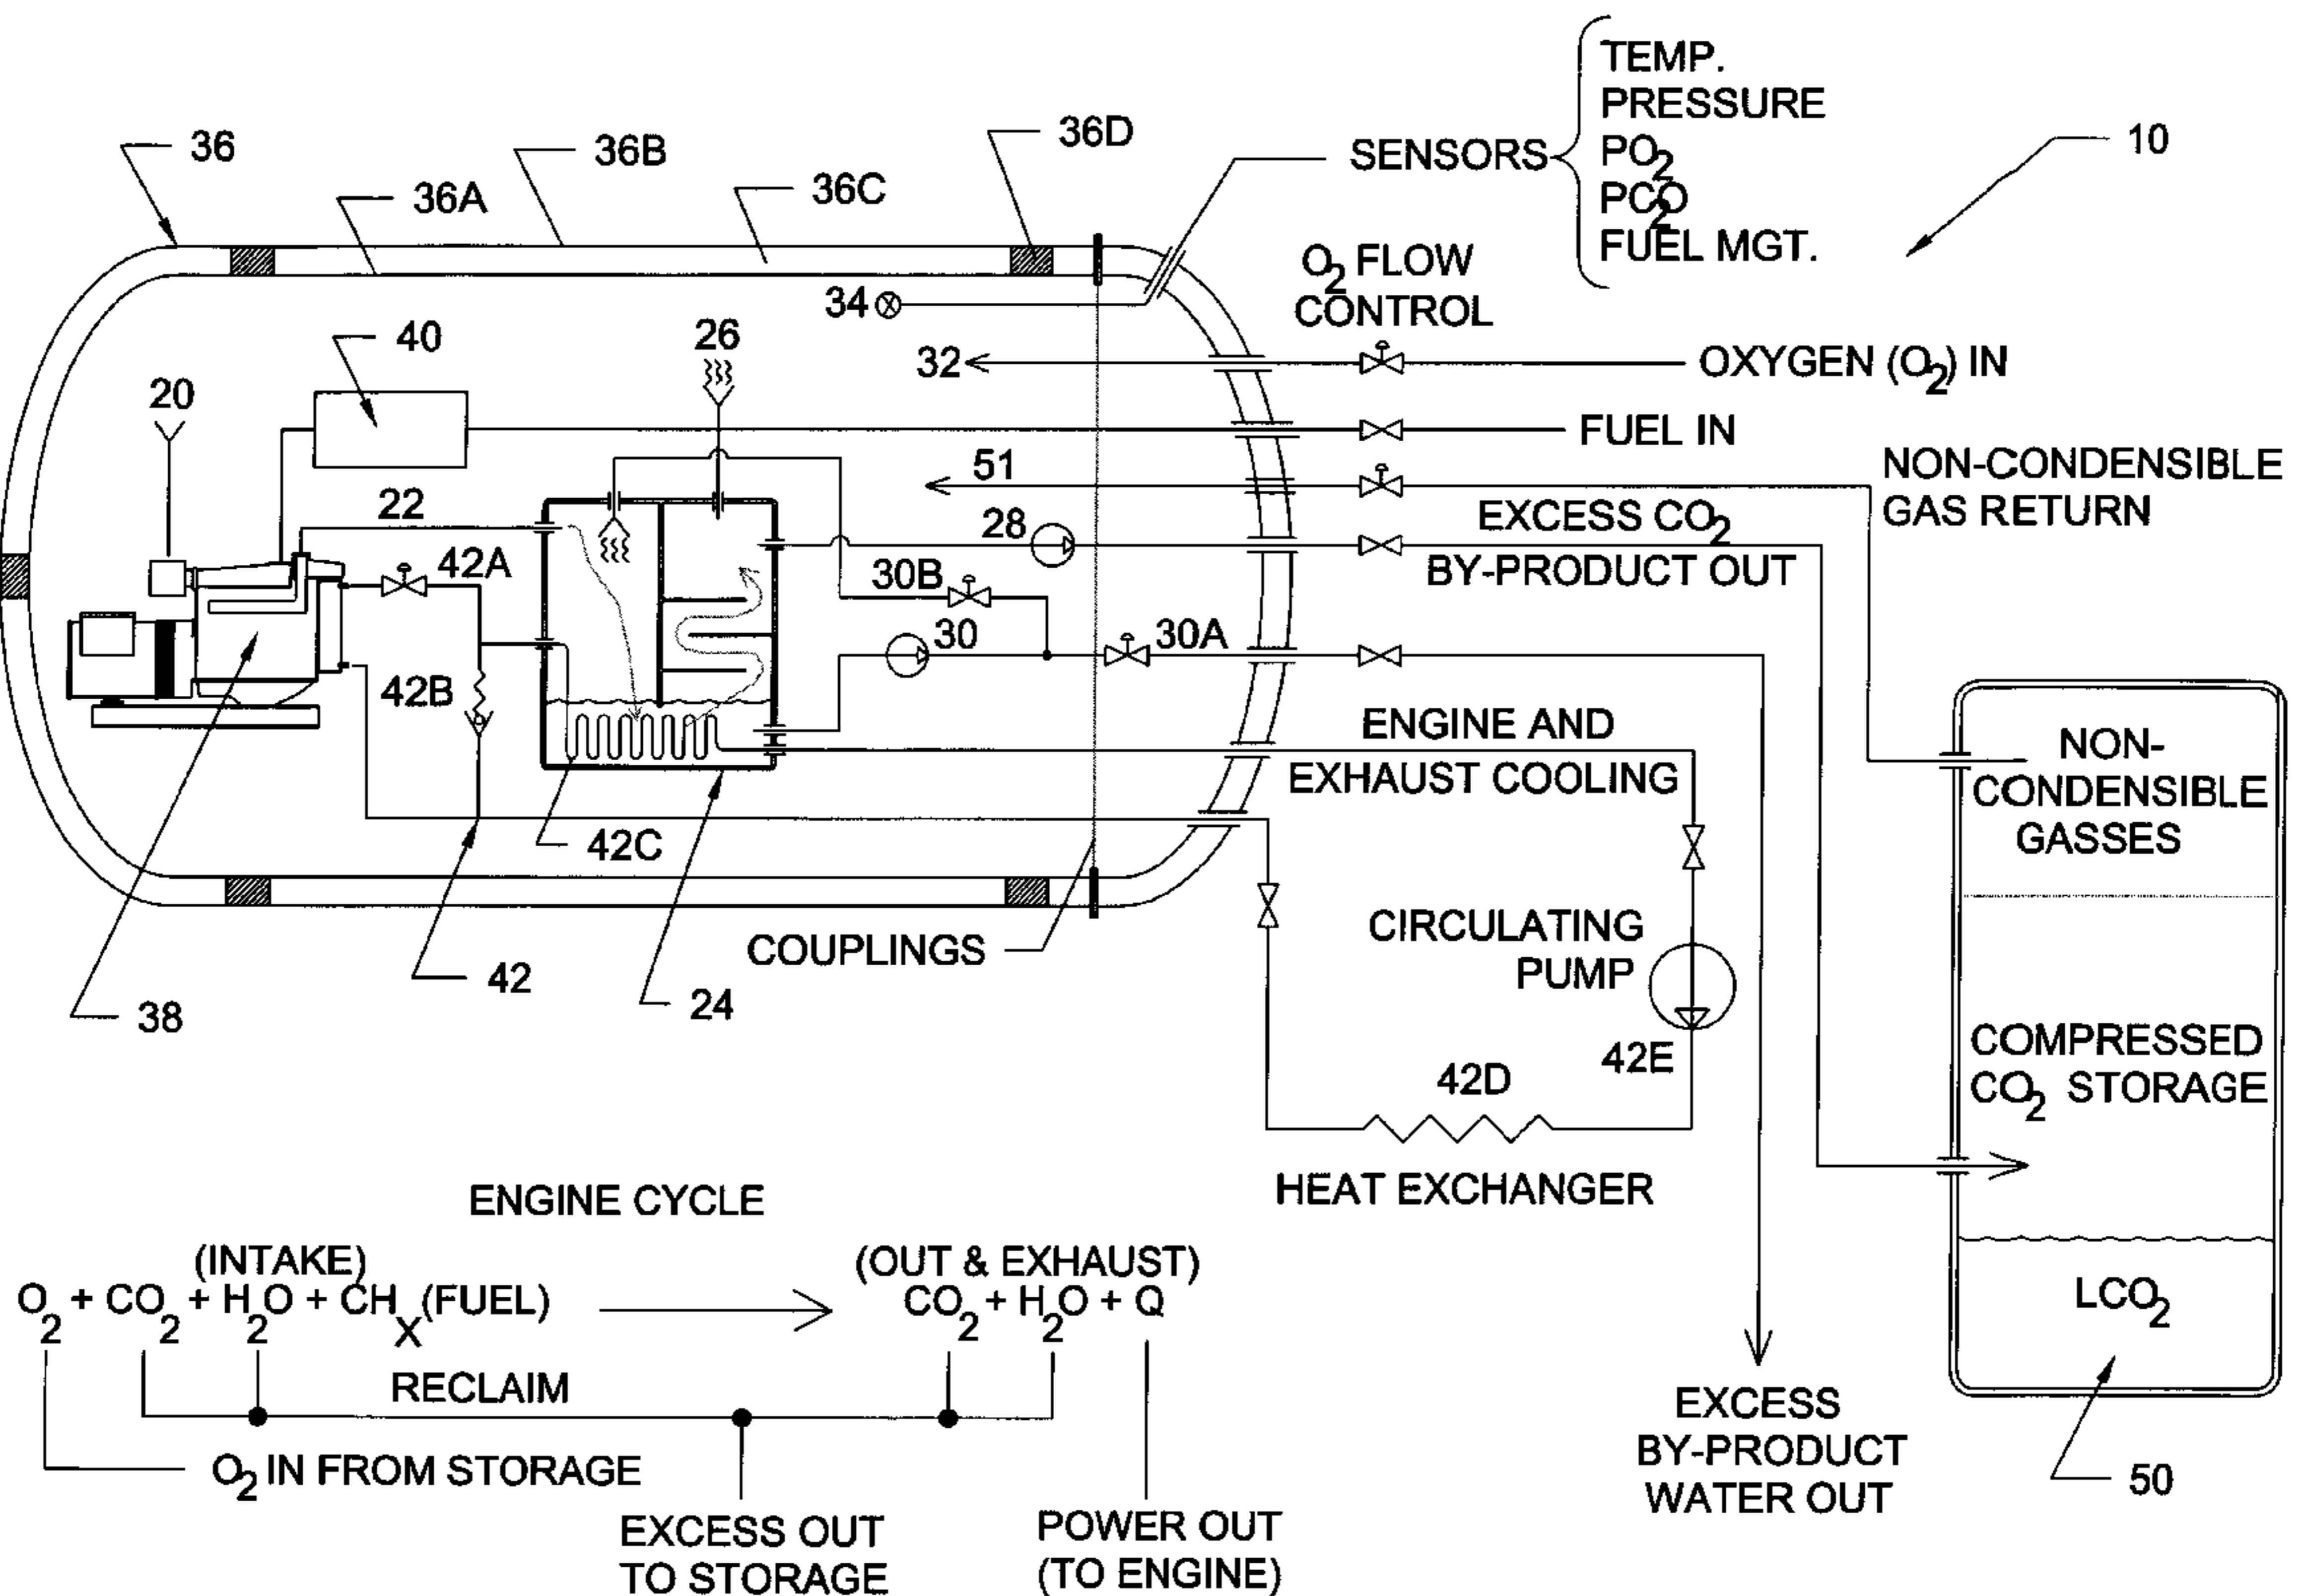 TEMP.
PRESSURE
SENSORS
PO2
PCO2
FUEL MGT.
10
36
36B
36D
36A
36C
O2 FLOW
CONTROL
34
26
40
32
OXYGEN (O2) IN
20
FUEL IN
51
NON-CONDENSIBLE
GAS RETURN
22
28
EXCESS CO2
BY-PRODUCT OUT
42A
30B
30
30A
42B
ENGINE AND
EXHAUST COOLING
NON-
CONDENSIBLE
GASSES
42C
CIRCULATING
PUMP
COUPLINGS
42
24
38
42E
42D
COMPRESSED
CO2 STORAGE
HEAT EXCHANGER
LCO2
ENGINE CYCLE
(INTAKE)
O2 + CO2 + H2O + CHX (FUEL)
(OUT & EXHAUST)
CO2 + H2O + Q
RECLAIM
O2 IN FROM STORAGE
EXCESS OUT
TO STORAGE
POWER OUT
(TO ENGINE)
EXCESS
BY-PRODUCT
WATER OUT
50